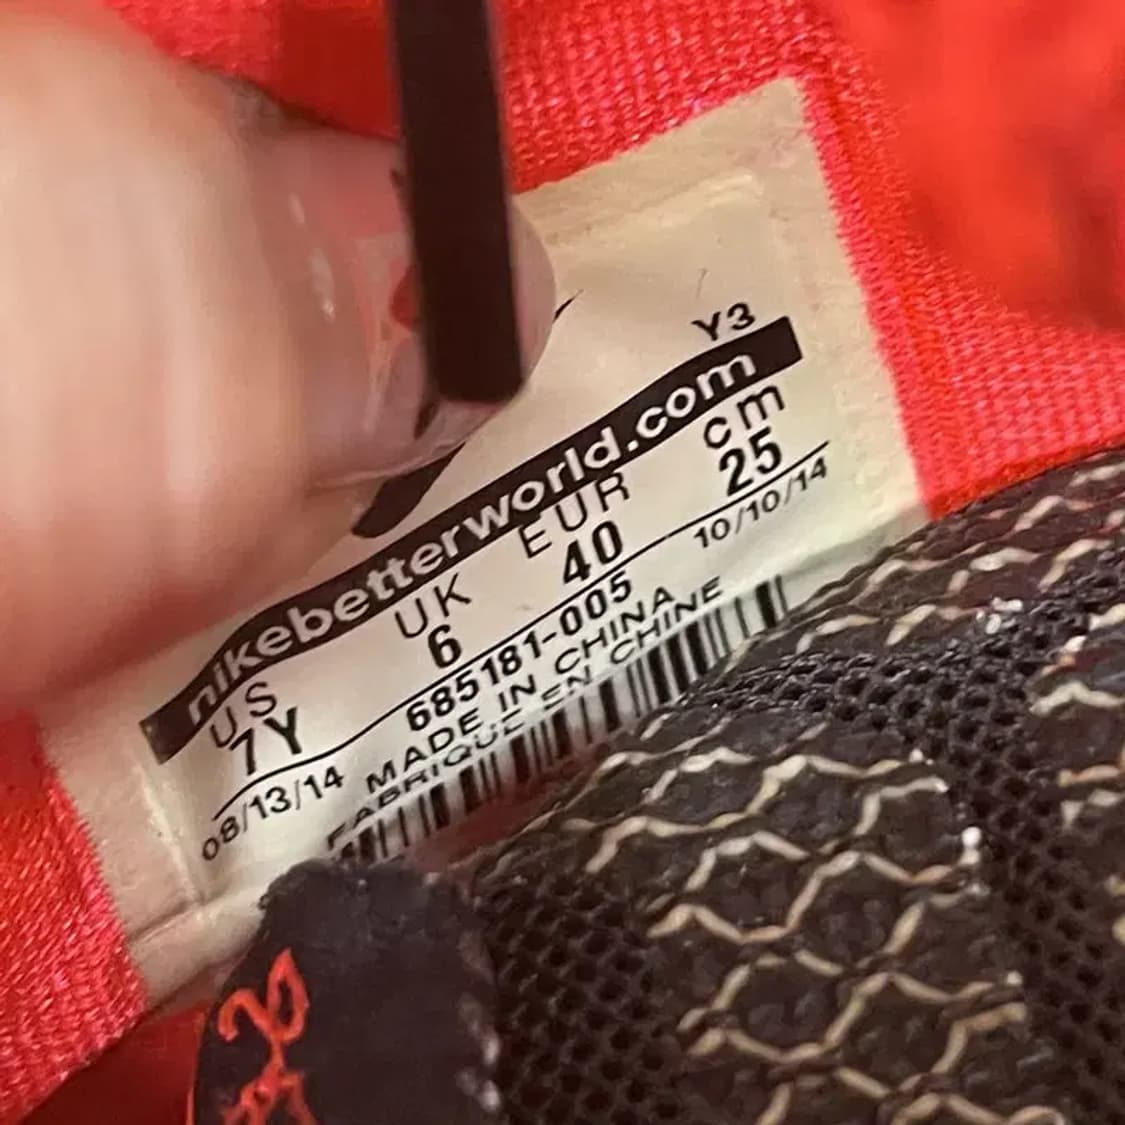 Y3
nikebetterworld.com
US UK EUR cm
7Y 6 40 25
08/13/14 685181-005 10/10/14
MADE IN CHINA
FABRIQUE EN CHINE